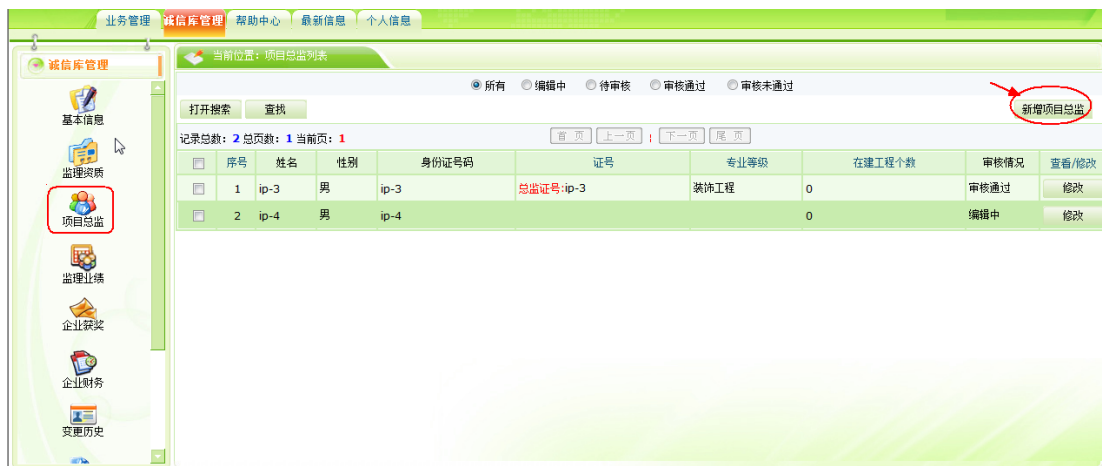 业务管理 诚信库管理 帮助中心 最新信息 个人信息
诚信库管理
基本信息
监理资质
项目总监
监理业绩
企业获奖
企业财务
变更历史
当前位置：项目总监列表
所有 编辑中 待审核 审核通过 审核未通过
打开搜索 查找 新增项目总监
记录总数：2 总页数：1 当前页：1 首 页 上一页 1 下一页 尾 页
序号 姓名 性别 身份证号码 证号 专业等级 在建工程个数 审核情况 查看/修改
1 ip-3 男 ip-3 总监证号:ip-3 装饰工程 0 审核通过 修改
2 ip-4 男 ip-4 0 编辑中 修改